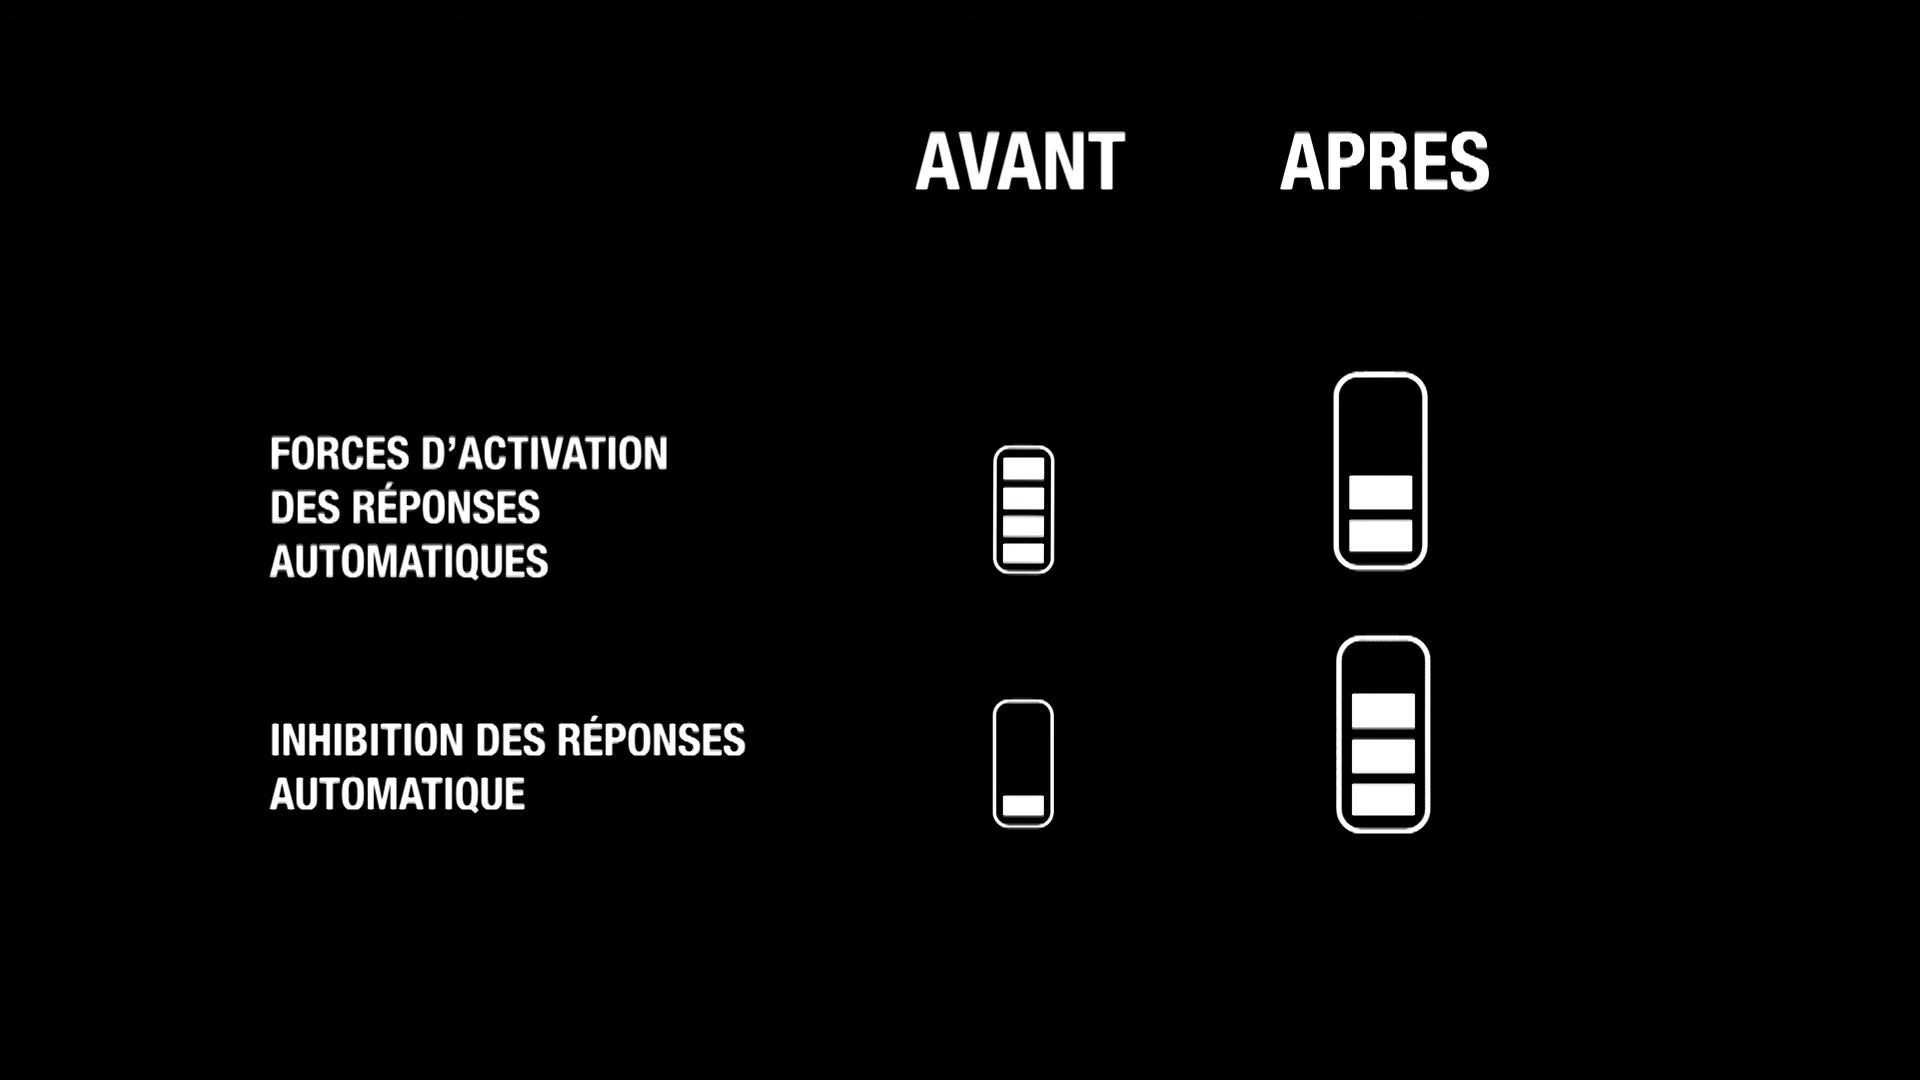 AVANT APRES
FORCES D'ACTIVATION
DES RÉPONSES
AUTOMATIQUES
INHIBITION DES RÉPONSES
AUTOMATIQUE